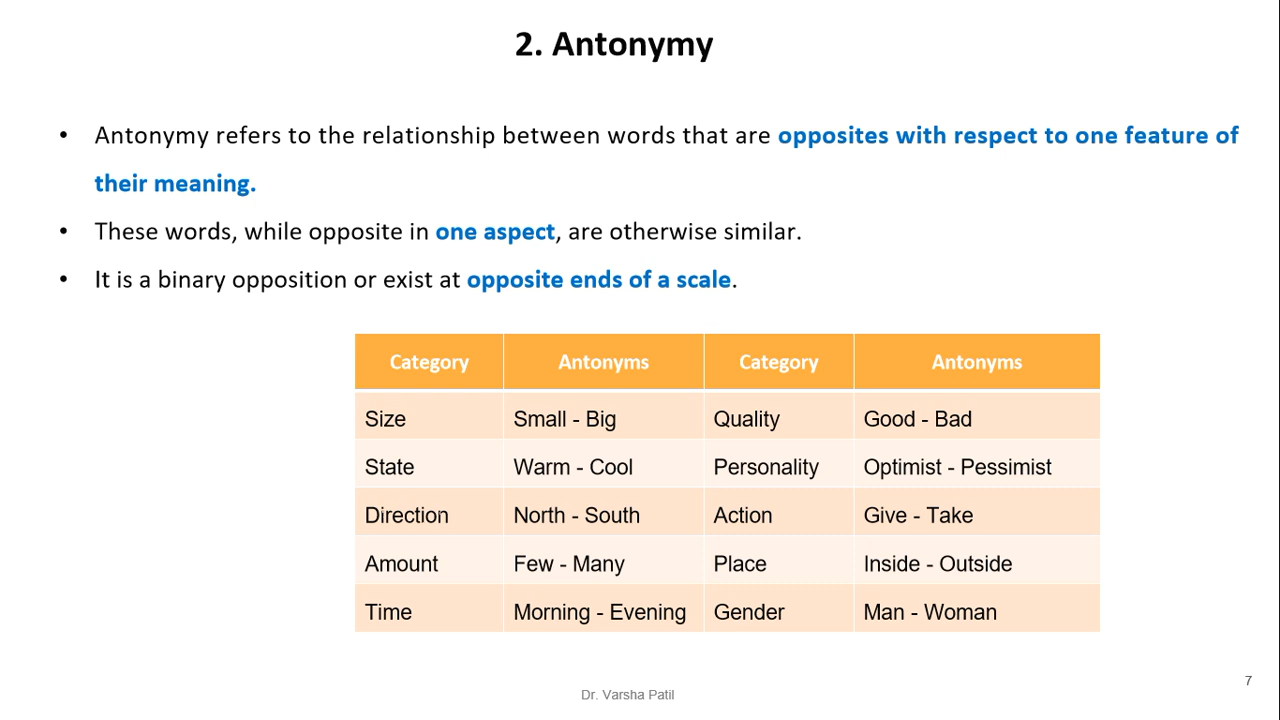 2. Antonymy
• Antonymy refers to the relationship between words that are opposites with respect to one feature of
their meaning.
• These words, while opposite in one aspect, are otherwise similar.
• It is a binary opposition or exist at opposite ends of a scale.
Category Antonyms Category Antonyms
Size Small - Big Quality Good - Bad
State Warm - Cool Personality Optimist - Pessimist
Direction North - South Action Give - Take
Amount Few - Many Place Inside - Outside
Time Morning - Evening Gender Man - Woman
Dr. Varsha Patil
7